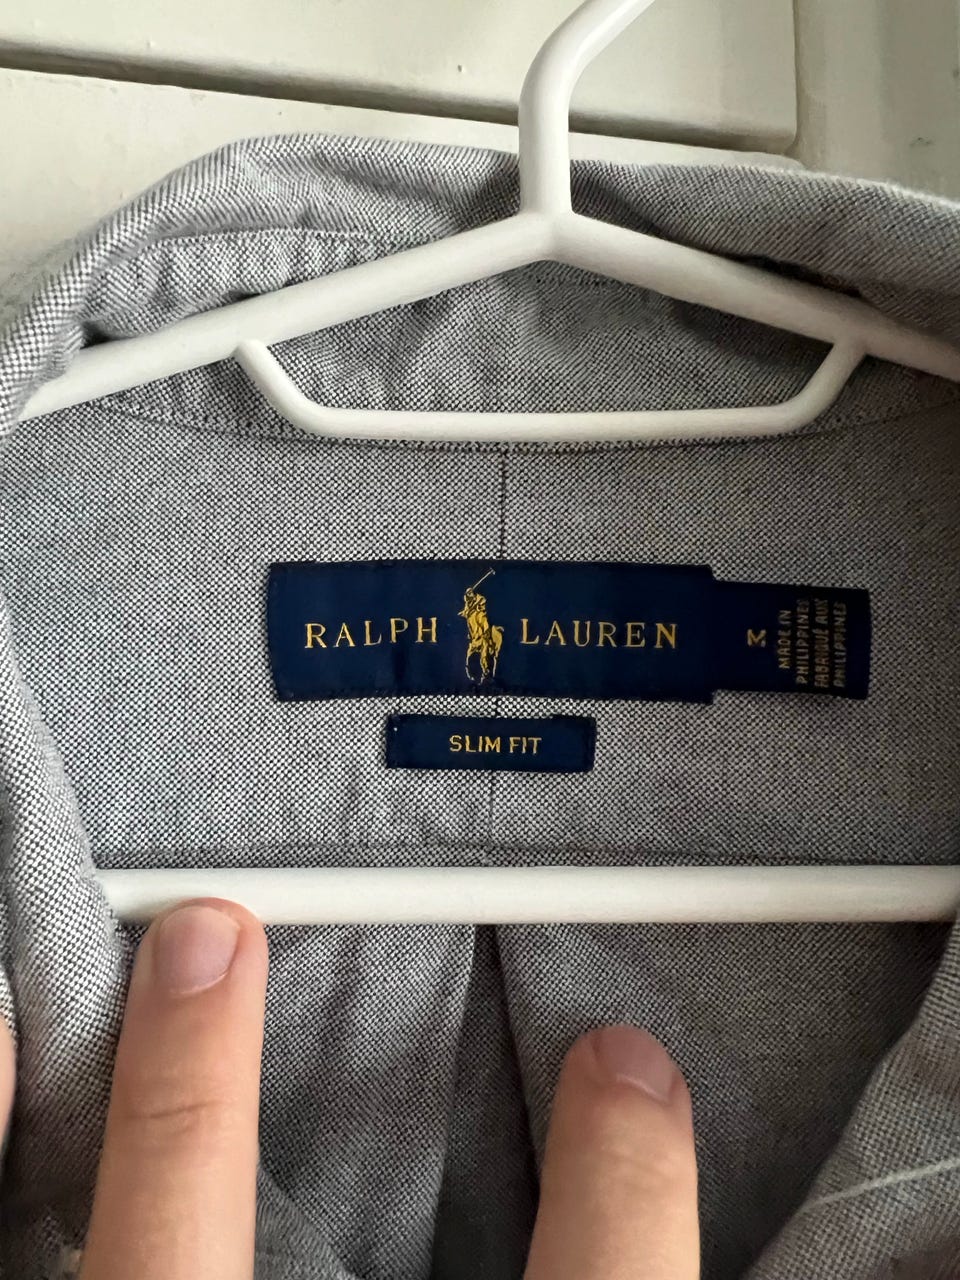 RALPH LAUREN
M
MADE IN
PHILIPPINES
FABRIQUÉ AUX
PHILIPPINES
SLIM FIT